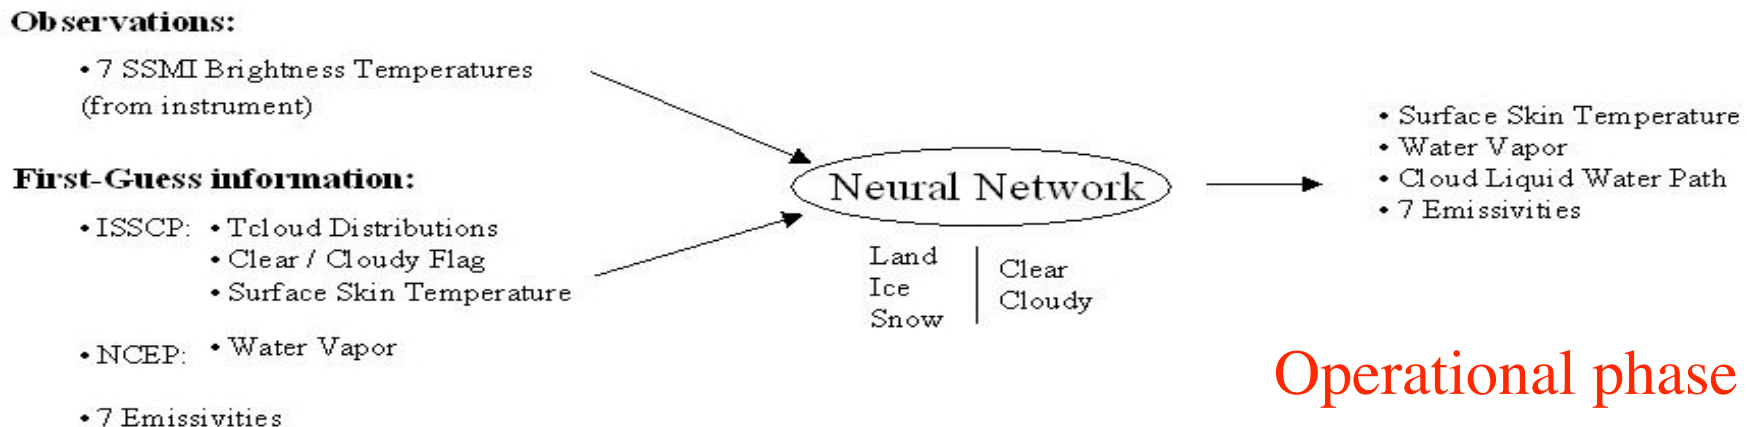 Observations:
• 7 SSMI Brightness Temperatures
(from instrument)
First-Guess information:
• ISSCP: • Tcloud Distributions
• Clear / Cloudy Flag
• Surface Skin Temperature
• NCEP: • Water Vapor
• 7 Emissivities
Neural Network
Land
Ice
Snow
Clear
Cloudy
• Surface Skin Temperature
• Water Vapor
• Cloud Liquid Water Path
• 7 Emissivities
Operational phase